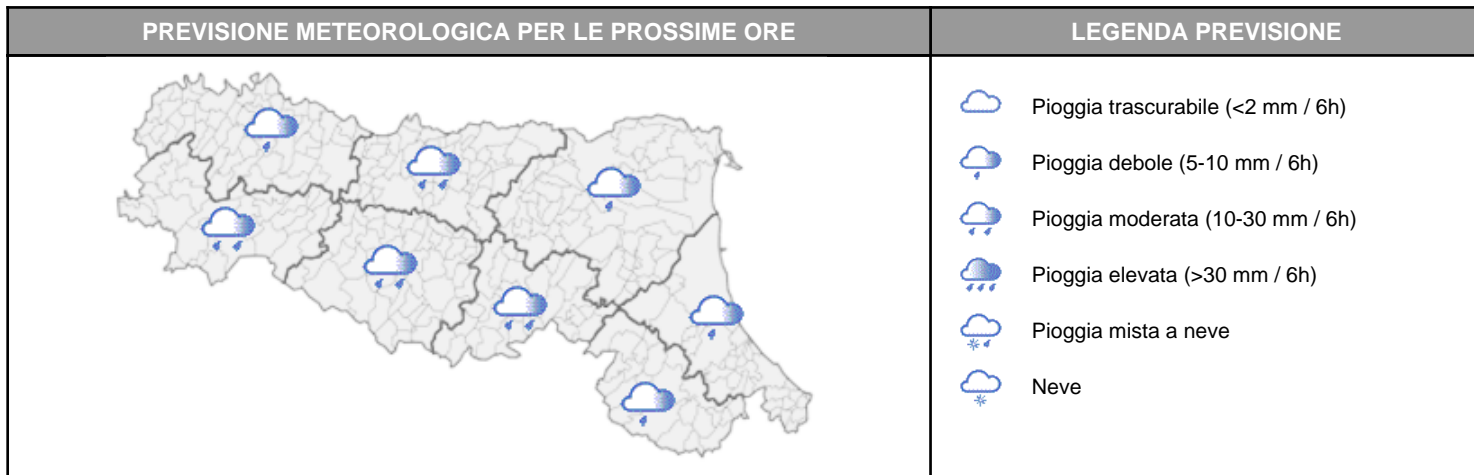 PREVISIONE METEOROLOGICA PER LE PROSSIME ORE
LEGENDA PREVISIONE
Pioggia trascurabile (<2 mm / 6h)
Pioggia debole (5-10 mm / 6h)
Pioggia moderata (10-30 mm / 6h)
Pioggia elevata (>30 mm / 6h)
Pioggia mista a neve
Neve